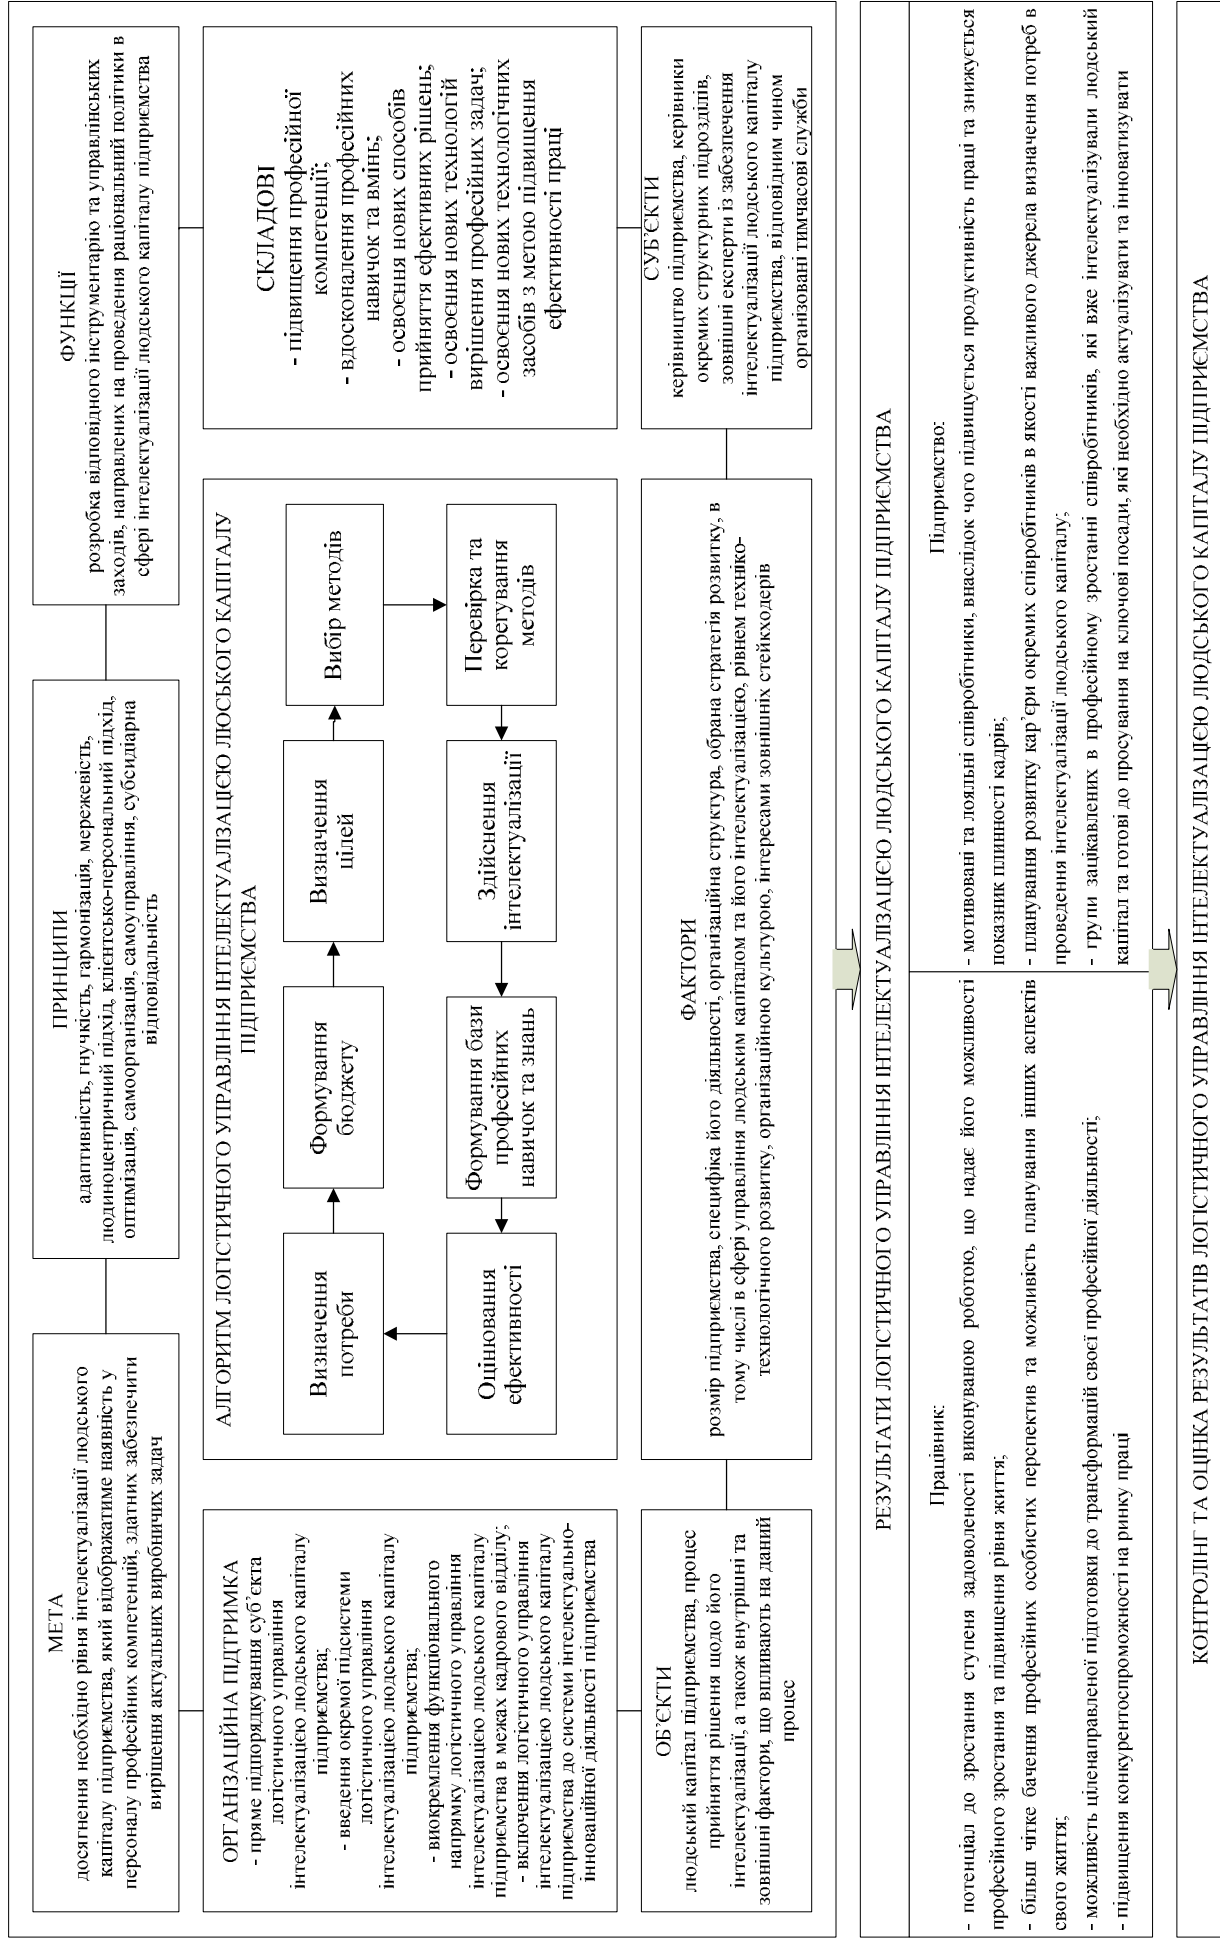 МЕТА
досягнення необхідно рівня інтелектуалізації людського
капіталу підприємства, який відображатиме наявність у
персоналу професійних компетенцій, здатних забезпечити
вирішення актуальних виробничих задач
ПРИНЦИПИ
адаптивність, гнучкість, гармонізація, мережевість,
людиноцентричний підхід, клієнтсько-персональний підхід,
оптимізація, самоорганізація, самоуправління, субсидіарна
відповідальність
ФУНКЦІЇ
розробка відповідного інструментарію та управлінських
заходів, направлених на проведення раціональний політики в
сфері інтелектуалізації людського капіталу підприємства
ОРГАНІЗАЦІЙНА ПІДТРИМКА
- пряме підпорядкування суб’єкта
логістичного управління
інтелектуалізацією людського капіталу
підприємства;
- введення окремої підсистеми
логістичного управління
інтелектуалізацією людського капіталу
підприємства;
- виокремлення функціонального
напрямку логістичного управління
інтелектуалізацією людського капіталу
підприємства в межах кадрового відділу;
- включення логістичного управління
інтелектуалізацією людського капіталу
підприємства до системи інтелектуально-
інноваційної діяльності підприємства
АЛГОРИТМ ЛОГІСТИЧНОГО УПРАВЛІННЯ ІНТЕЛЕКТУАЛІЗАЦІЄЮ ЛЮСЬКОГО КАПІТАЛУ
ПІДПРИЄМСТВА
Визначення
потреби
Формування
бюджету
Визначення
цілей
Вибір методів
Оцінювання
ефективності
Формування бази
професійних
навичок та знань
Здійснення
інтелектуалізації
Перевірка та
корегування
методів
СКЛАДОВІ
- підвищення професійної
компетенції;
- вдосконалення професійних
навичок та вмінь;
- освоєння нових способів
прийняття ефективних рішень;
- освоєння нових технологій
вирішення професійних задач;
- освоєння нових технологічних
засобів з метою підвищення
ефективності праці
ОБ’ЄКТИ
людський капітал підприємства, процес
прийняття рішення щодо його
інтелектуалізації, а також внутрішні та
зовнішні фактори, що впливають на даний
процес
ФАКТОРИ
розмір підприємства, специфіка його діяльності, організаційна структура, обрана стратегія розвитку, в
тому числі в сфері управління людським капіталом та його інтелектуалізацією, рівнем техніко-
технологічного розвитку, організаційною культурою, інтересами зовнішніх стейкходерів
СУБ’ЄКТИ
керівництво підприємства, керівники
окремих структурних підрозділів,
зовнішні експерти із забезпечення
інтелектуалізації людського капіталу
підприємства, відповідним чином
організовані тимчасові служби
РЕЗУЛЬТАТИ ЛОГІСТИЧНОГО УПРАВЛІННЯ ІНТЕЛЕКТУАЛІЗАЦІЄЮ ЛЮДСЬКОГО КАПІТАЛУ ПІДПРИЄМСТВА
Працівник:
- потенціал до зростання ступеня задоволеності виконуваною роботою, що надає його можливості
професійного зростання та підвищення рівня життя;
- більш чітке бачення професійних особистих перспектив та можливість планування інших аспектів
свого життя;
- можливість ціленаправленої підготовки до трансформацій своєї професійної діяльності;
- підвищення конкурентоспроможності на ринку праці
Підприємство:
- мотивовані та лояльні співробітники, внаслідок чого підвищується продуктивність праці та знижується
показник плинності кадрів;
- планування розвитку кар’єри окремих співробітників в якості важливого джерела визначення потреб в
проведення інтелектуалізації людського капіталу;
- групи зацікавлених в професійному зростанні співробітників, які вже інтелектуалізували людський
капітал та готові до просування на ключові посади, які необхідно актуалізувати та інноватизувати
КОНТРОЛІНГ ТА ОЦІНКА РЕЗУЛЬТАТІВ ЛОГІСТИЧНОГО УПРАВЛІННЯ ІНТЕЛЕКТУАЛІЗАЦІЄЮ ЛЮДСЬКОГО КАПІТАЛУ ПІДПРИЄМСТВА